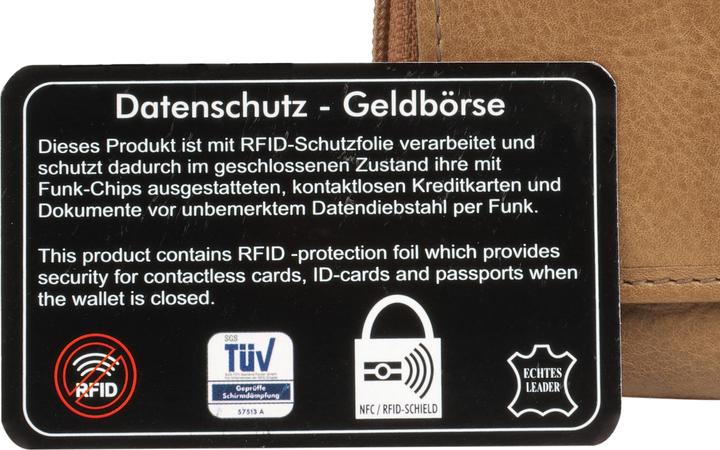 Datenschutz - Geldbörse
Dieses Produkt ist mit RFID-Schutzfolie verarbeitet und
schutzt dadurch im geschlossenen Zustand ihre mit
Funk-Chips ausgestatteten, kontaktlosen Kreditkarten und
Dokumente vor unbemerktem Datendiebstahl per Funk.
This product contains RFID -protection foil which provides
security for contactless cards, ID-cards and passports when
the wallet is closed.
RFID
SGS
TÜV
Geprüfte
Schirmdämpfung
57513 A
NFC / RFID-SCHIELD
ECHTES
LEADER